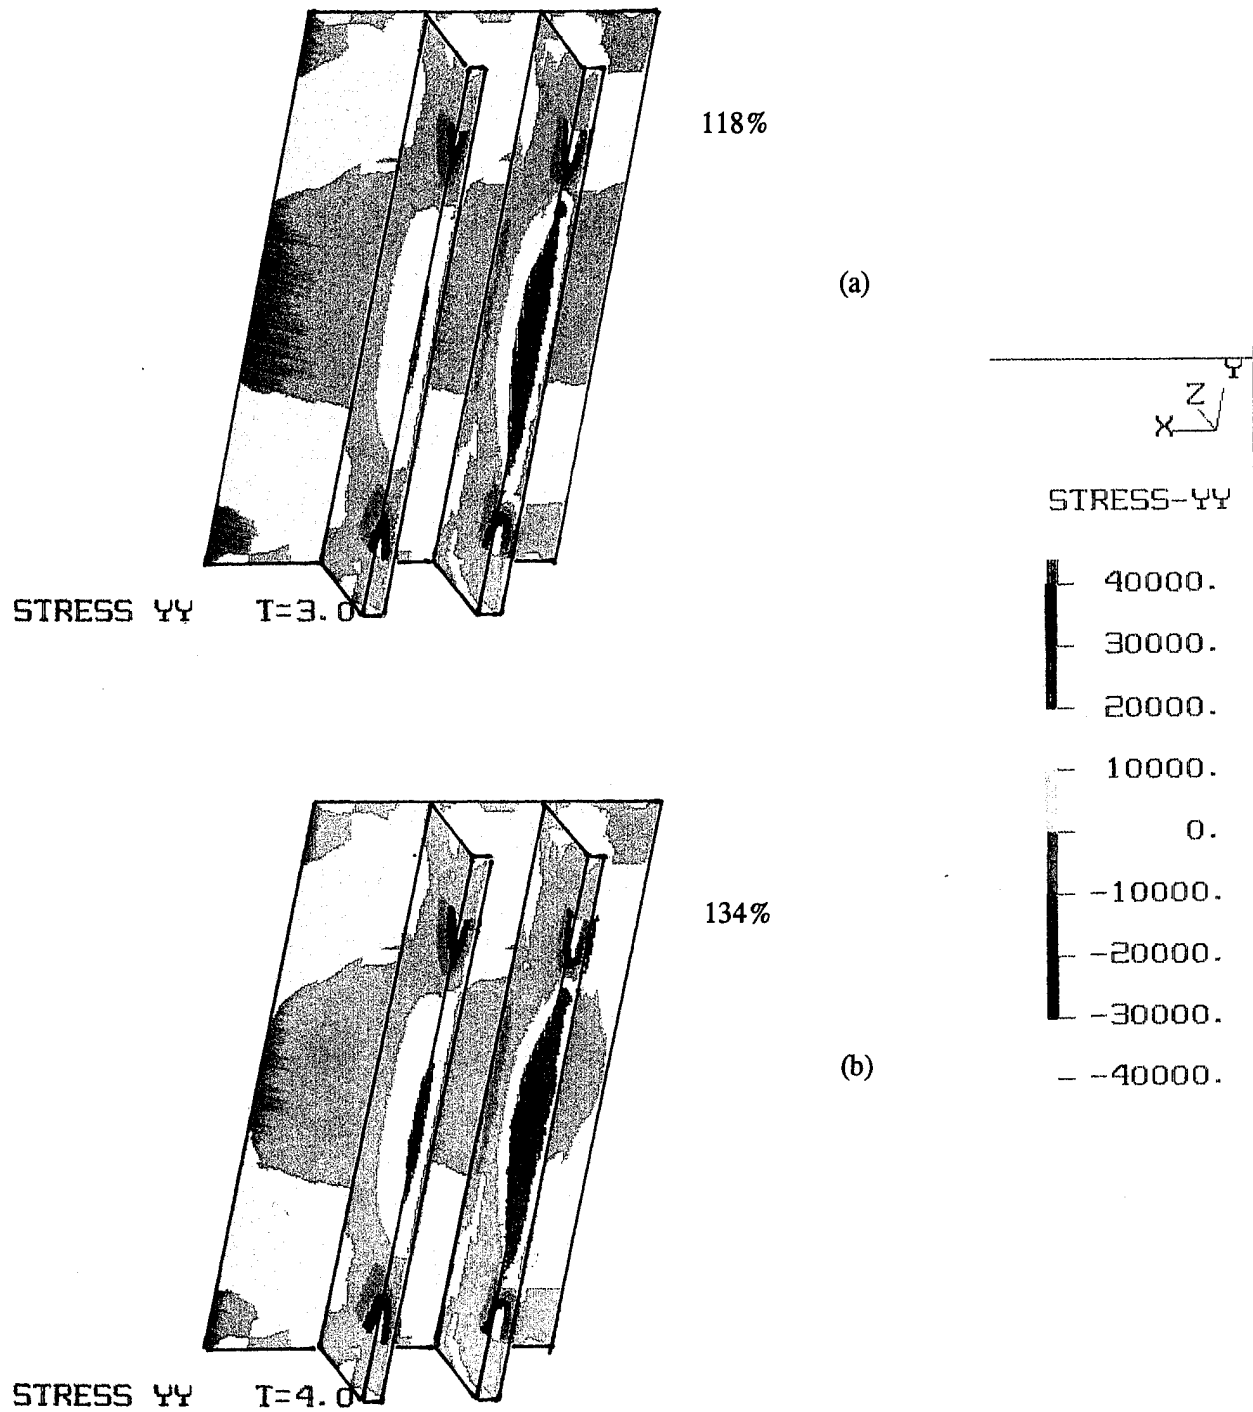 118%
(a)
Y
Z
X
STRESS-YY
40000.
30000.
20000.
10000.
0.
-10000.
-20000.
-30000.
-40000.
STRESS YY T=3.0
134%
(b)
STRESS YY T=4.0